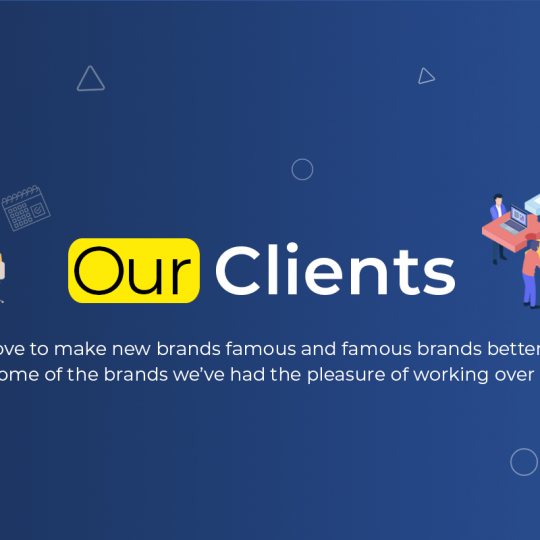 Our Clients
ove to make new brands famous and famous brands better
ome of the brands we've had the pleasure of working over